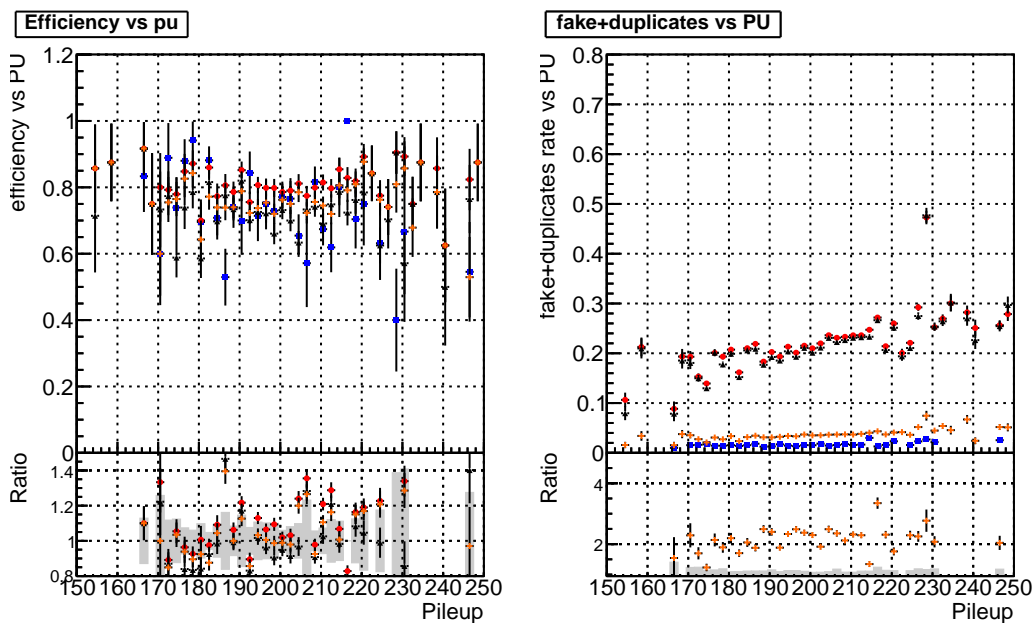 Efficiency vs pu
efficiency vs PU
1.2
1
0.8
0.6
0.4
0.2
0
Ratio
1.4
1.2
1
0.8
150 160 170 180 190 200 210 220 230 240 250
Pileup
fake+duplicates vs PU
fake+duplicates rate vs PU
0.8
0.7
0.6
0.5
0.4
0.3
0.2
0.1
0
Ratio
4
2
150 160 170 180 190 200 210 220 230 240 250
Pileup